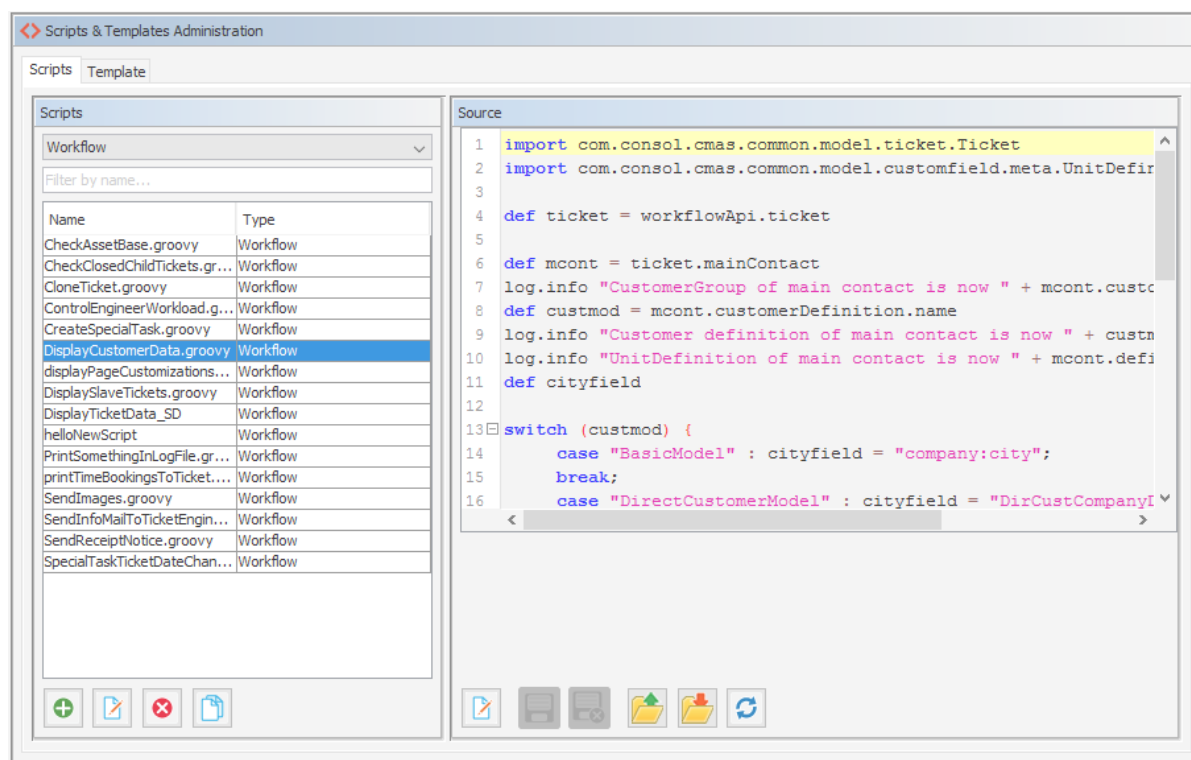 Scripts & Templates Administration
Scripts Template
Scripts
Workflow
Filter by name...
Name Type
CheckAssetBase.groovy Workflow
CheckClosedChildTickets.gr... Workflow
CloneTicket.groovy Workflow
ControlEngineerWorkload.g... Workflow
CreateSpecialTask.groovy Workflow
DisplayCustomerData.groovy Workflow
displayPageCustomizations... Workflow
DisplaySlaveTickets.groovy Workflow
DisplayTicketData_SD Workflow
helloNewScript Workflow
PrintSomethingInLogFile.gr... Workflow
printTimeBookingsToTicket.... Workflow
SendImages.groovy Workflow
SendInfoMailToTicketEngin... Workflow
SendReceiptNotice.groovy Workflow
SpecialTaskTicketDateChan... Workflow
Source
1 import com.consol.cmas.common.model.ticket.Ticket
2 import com.consol.cmas.common.model.customfield.meta.UnitDefin
3
4 def ticket = workflowApi.ticket
5
6 def mcont = ticket.mainContact
7 log.info "CustomerGroup of main contact is now " + mcont.custo
8 def custmod = mcont.customerDefinition.name
9 log.info "Customer definition of main contact is now " + custm
10 log.info "UnitDefinition of main contact is now " + mcont.defi
11 def cityfield
12
13 switch (custmod) {
14 case "BasicModel" : cityfield = "company:city";
15 break;
16 case "DirectCustomerModel" : cityfield = "DirCustCompanyD